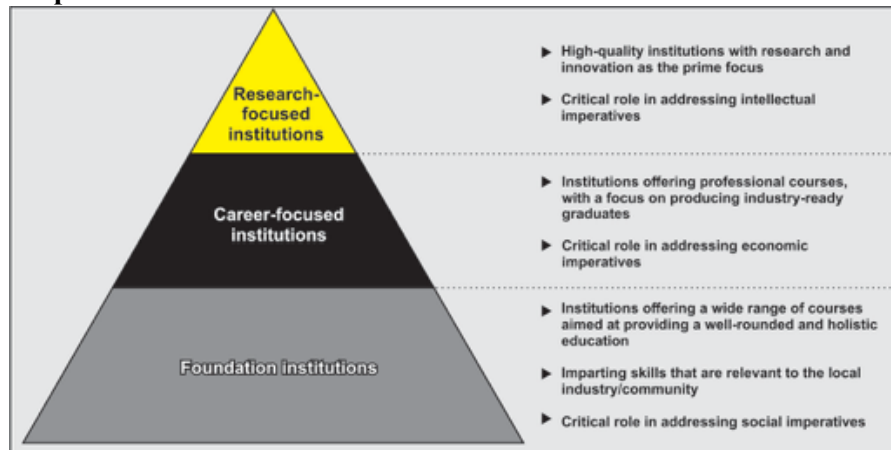 Research-
focused
institutions
▶ High-quality institutions with research and
innovation as the prime focus
▶ Critical role in addressing intellectual
imperatives
Career-focused
institutions
▶ Institutions offering professional courses,
with a focus on producing industry-ready
graduates
▶ Critical role in addressing economic
imperatives
Foundation institutions
▶ Institutions offering a wide range of courses
aimed at providing a well-rounded and holistic
education
▶ Imparting skills that are relevant to the local
industry/community
▶ Critical role in addressing social imperatives